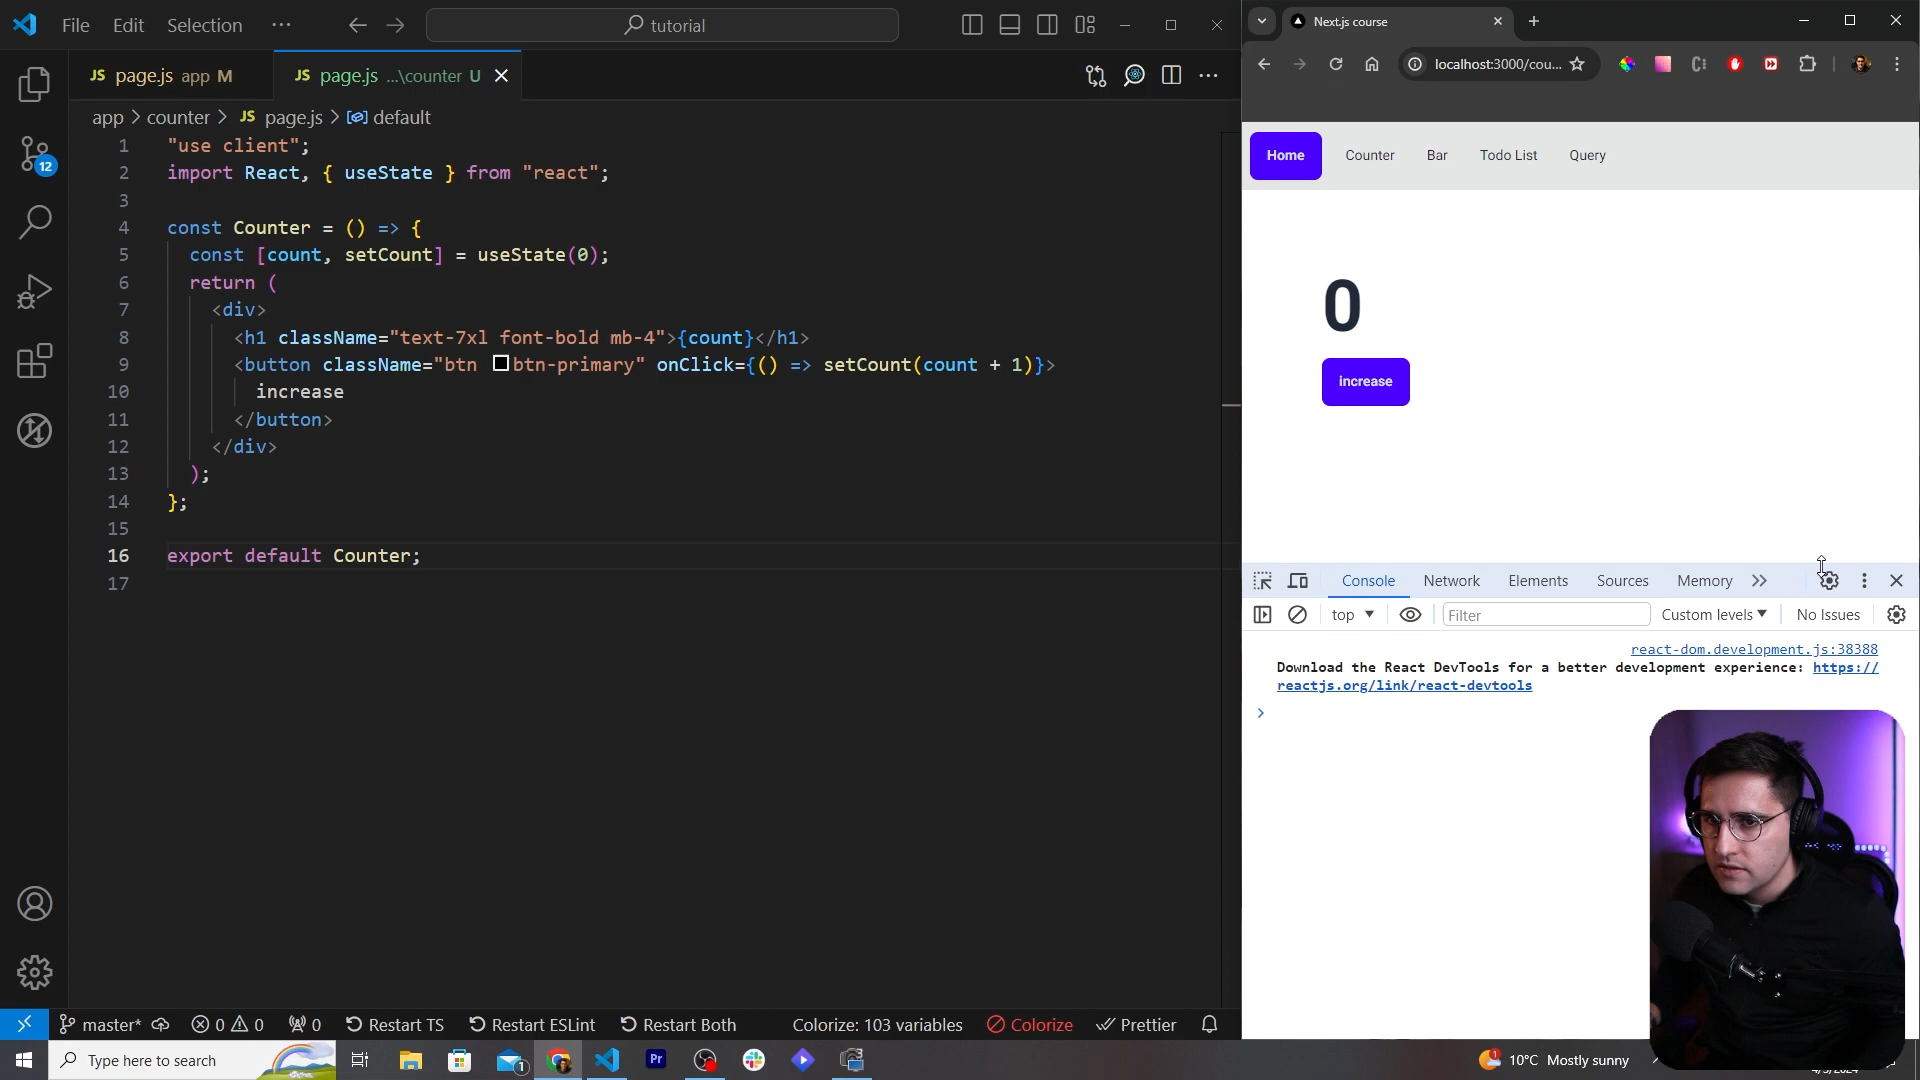 File Edit Selection ··· tutorial
JS page.js app M JS page.js ...\counter U
app > counter > JS page.js > default
1 "use client";
2 import React, { useState } from "react";
3
4 const Counter = () => {
5 const [count, setCount] = useState(0);
6 return (
7 <div>
8 <h1 className="text-7xl font-bold mb-4">{count}</h1>
9 <button className="btn btn-primary" onClick={() => setCount(count + 1)}>
10 increase
11 </button>
12 </div>
13 );
14 };
15
16 export default Counter;
17
12
master* 0 0 0 Restart TS Restart ESLint Restart Both Colorize: 103 variables Colorize Prettier
Next.js course
localhost:3000/cou...
Home Counter Bar Todo List Query
0
increase
Console Network Elements Sources Memory
top Filter Custom levels No Issues
react-dom.development.js:38388
Download the React DevTools for a better development experience: https://
reactjs.org/link/react-devtools
Type here to search
1
Pr
1 10°C Mostly sunny